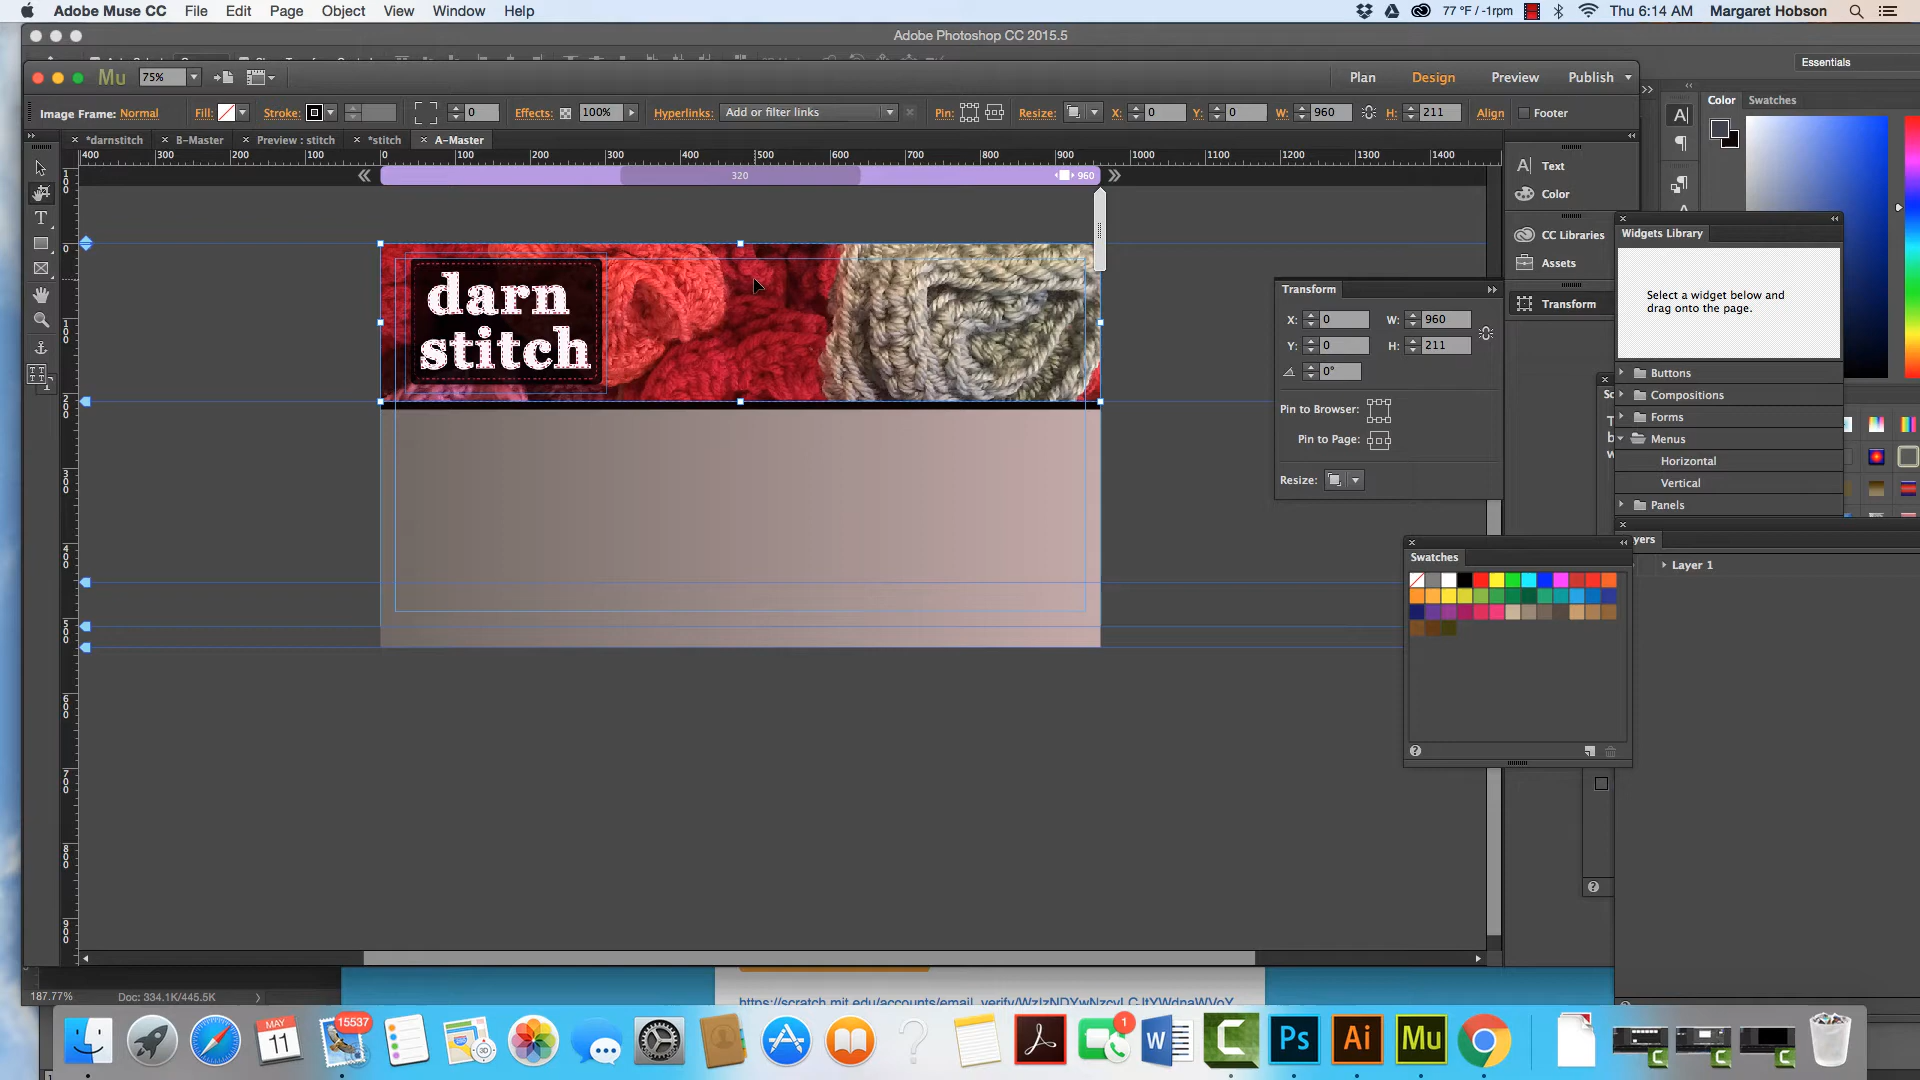 Adobe Muse CC File Edit Page Object View Window Help 77 °F / -1rpm Thu 6:14 AM Margaret Hobson
Adobe Photoshop CC 2015.5
Essentials
Mu 75% Plan Design Preview Publish
Image Frame: Normal Fill: Stroke: 0 Effects: 100% Hyperlinks: Add or filter links Pin: Resize: X: 0 Y: 0 W: 960 H: 211 Align Footer
Color Swatches
*darnstitch B-Master Preview : stitch *stitch A-Master
400 300 200 100 0 100 200 300 400 500 600 700 800 900 1000 1100 1200 1300 1400
320 960
darn
stitch
Text
Color
CC Libraries
Assets
Transform
Widgets Library
Select a widget below and
drag onto the page.
Buttons
Compositions
Forms
Menus
Horizontal
Vertical
Panels
Transform
X: 0 W: 960
Y: 0 H: 211
0°
Pin to Browser:
Pin to Page:
Resize:
Swatches
yers
Layer 1
187.77% Doc: 334.1K/445.5K
MAY
11
15537
3D
1
Ps Ai Mu